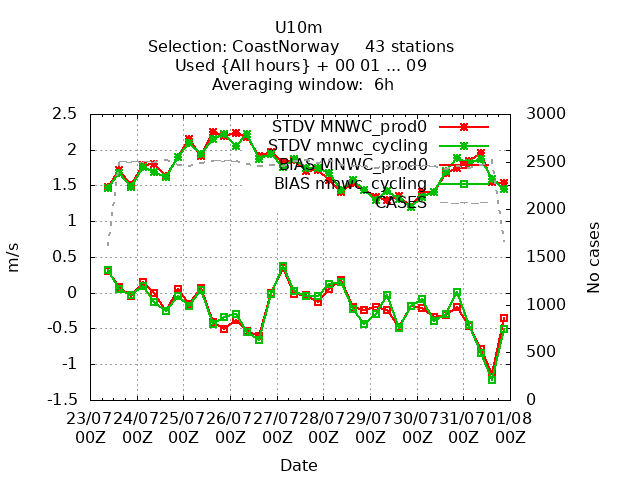 U10m
Selection: CoastNorway 43 stations
Used {All hours} + 00 01 ... 09
Averaging window: 6h
2.5
2
1.5
1
0.5
0
-0.5
-1
-1.5
m/s
3000
2500
2000
1500
1000
500
0
No cases
STDV MNWC_prod0
STDV mnwc_cycling
BIAS MNWC_prod0
BIAS mnwc_cycling
CASES
23/07 24/07 25/07 26/07 27/07 28/07 29/07 30/07 31/07 01/08
00Z 00Z 00Z 00Z 00Z 00Z 00Z 00Z 00Z 00Z
Date